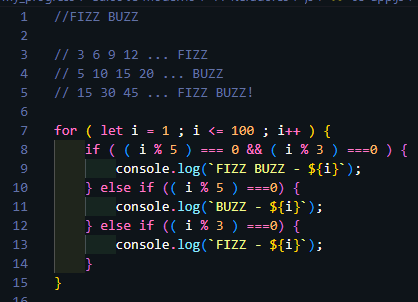 1 //FIZZ BUZZ
2
3 // 3 6 9 12 ... FIZZ
4 // 5 10 15 20 ... BUZZ
5 // 15 30 45 ... FIZZ BUZZ!
6
7 for ( let i = 1 ; i <= 100 ; i++ ) {
8     if ( ( i % 5 ) === 0 && ( i % 3 ) ===0 ) {
9         console.log(`FIZZ BUZZ - ${i}`);
10     } else if (( i % 5 ) ===0) {
11         console.log(`BUZZ - ${i}`);
12     } else if (( i % 3 ) ===0) {
13         console.log(`FIZZ - ${i}`);
14     }
15 }